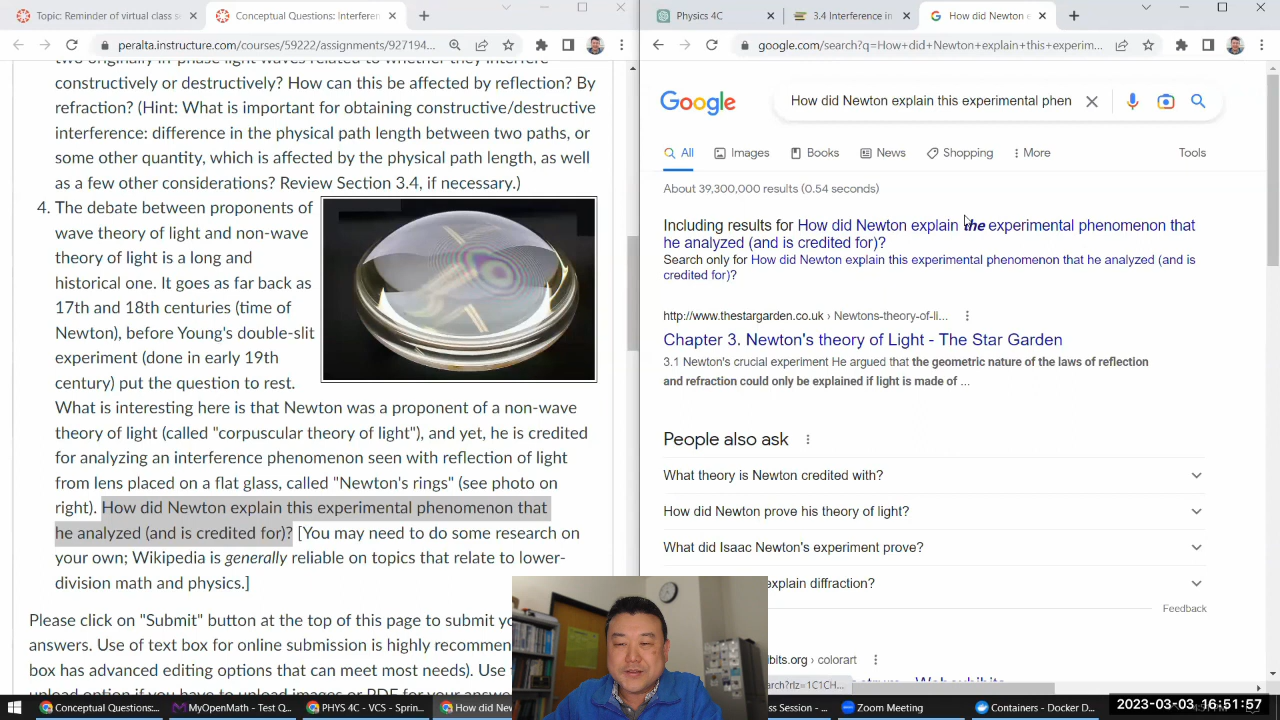 Topic: Reminder of virtual class s
Conceptual Questions: Interferen
peralta.instructure.com/courses/59222/assignments/927194...
two originally in-phase light waves related to whether they interfere
constructively or destructively? How can this be affected by reflection? By
refraction? (Hint: What is important for obtaining constructive/destructive
interference: difference in the physical path length between two paths, or
some other quantity, which is affected by the physical path length, as well
as a few other considerations? Review Section 3.4, if necessary.)
4. The debate between proponents of
wave theory of light and non-wave
theory of light is a long and
historical one. It goes as far back as
17th and 18th centuries (time of
Newton), before Young's double-slit
experiment (done in early 19th
century) put the question to rest.
What is interesting here is that Newton was a proponent of a non-wave
theory of light (called "corpuscular theory of light"), and yet, he is credited
for analyzing an interference phenomenon seen with reflection of light
from lens placed on a flat glass, called "Newton's rings" (see photo on
right). How did Newton explain this experimental phenomenon that
he analyzed (and is credited for)? [You may need to do some research on
your own; Wikipedia is generally reliable on topics that relate to lower-
division math and physics.]
Please click on "Submit" button at the top of this page to submit yo
answers. Use of text box for online submission is highly recommen
box has advanced editing options that can meet most needs). Use
Physics 4C
3.4 Interference in
How did Newton e
google.com/search?q=How+did+Newton+explain+this+experim...
Google
How did Newton explain this experimental phen
All
Images
Books
News
Shopping
More
Tools
About 39,300,000 results (0.54 seconds)
Including results for How did Newton explain the experimental phenomenon that
he analyzed (and is credited for)?
Search only for How did Newton explain this experimental phenomenon that he analyzed (and is
credited for)?
http://www.thestargarden.co.uk › Newtons-theory-of-li...
Chapter 3. Newton's theory of Light - The Star Garden
3.1 Newton's crucial experiment He argued that the geometric nature of the laws of reflection
and refraction could only be explained if light is made of ...
People also ask
What theory is Newton credited with?
How did Newton prove his theory of light?
What did Isaac Newton's experiment prove?
explain diffraction?
Feedback
ibits.org › colorart
arch?rlz=1C1CH...
Conceptual Questions:
MyOpenMath - Test Q...
PHYS 4C - VCS - Sprin...
How did New
Zoom Meeting
Containers - Docker...
2023-03-03 16:51:57